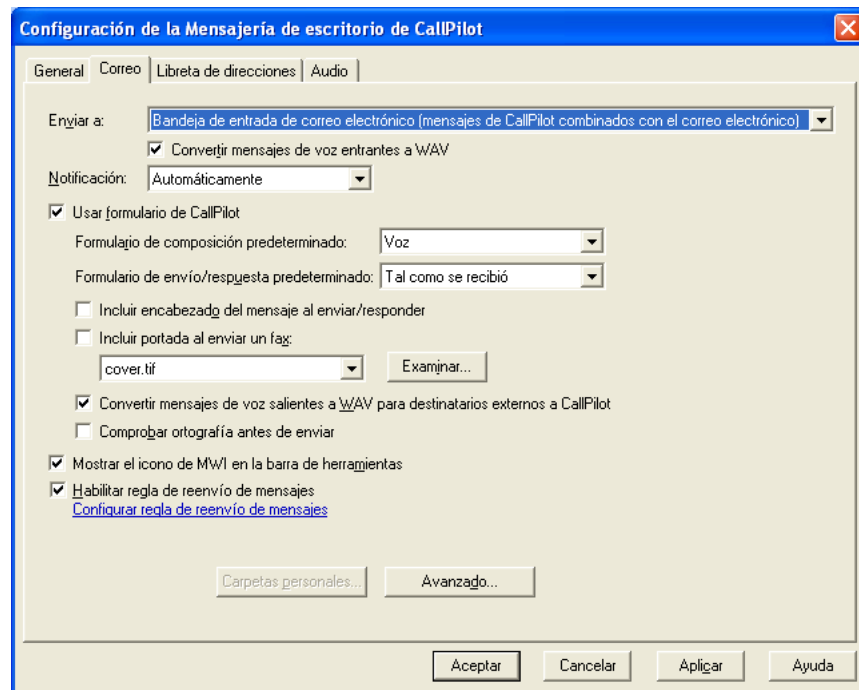 Configuración de la Mensajería de escritorio de CallPilot
General Correo Libreta de direcciones Audio
Enviar a: Bandeja de entrada de correo electrónico (mensajes de CallPilot combinados con el correo electrónico)
Convertir mensajes de voz entrantes a WAV
Notificación: Automáticamente
Usar formulario de CallPilot
Formulario de composición predeterminado: Voz
Formulario de envío/respuesta predeterminado: Tal como se recibió
Incluir encabezado del mensaje al enviar/responder
Incluir portada al enviar un fax:
cover.tif Examinar...
Convertir mensajes de voz salientes a WAV para destinatarios externos a CallPilot
Comprobar ortografía antes de enviar
Mostrar el icono de MWI en la barra de herramientas
Habilitar regla de reenvío de mensajes
Configurar regla de reenvío de mensajes
Carpetas personales... Avanzado...
Aceptar Cancelar Aplicar Ayuda